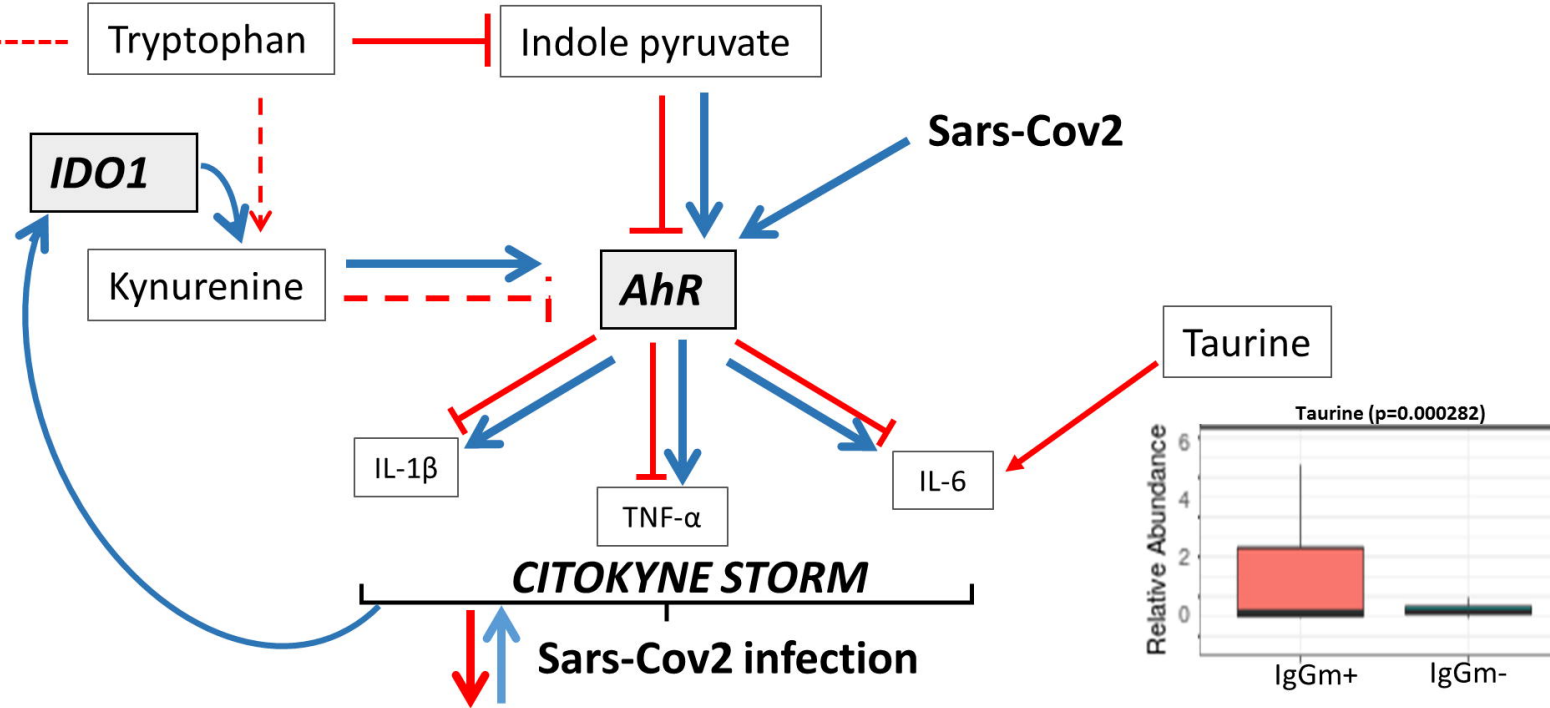 Tryptophan
Indole pyruvate
Sars-Cov2
IDO1
Kynurenine
AhR
Taurine
IL-1β
TNF-α
IL-6
CITOKYNE STORM
Sars-Cov2 infection
Taurine (p=0.000282)
Relative Abundance
6
4
2
0
IgGm+
IgGm-